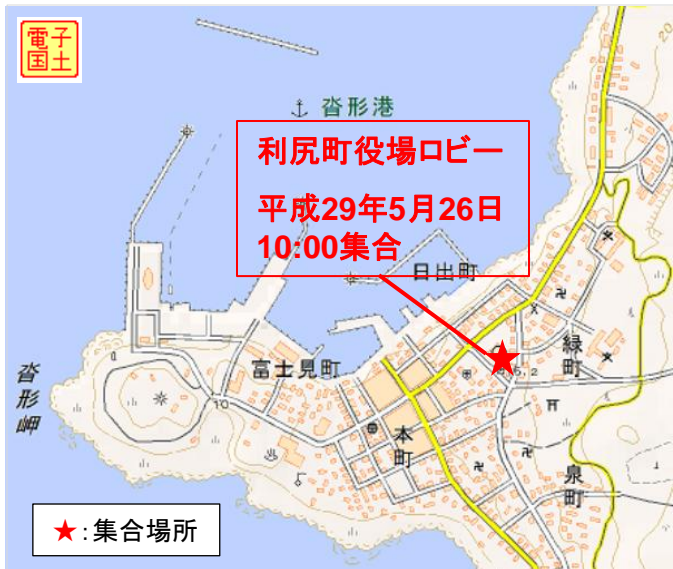 電子
国土
沓形港
利尻町役場ロビー
平成29年5月26日
10:00集合
日出町
富士見町
緑町
沓形岬
10
本町
泉町
★:集合場所